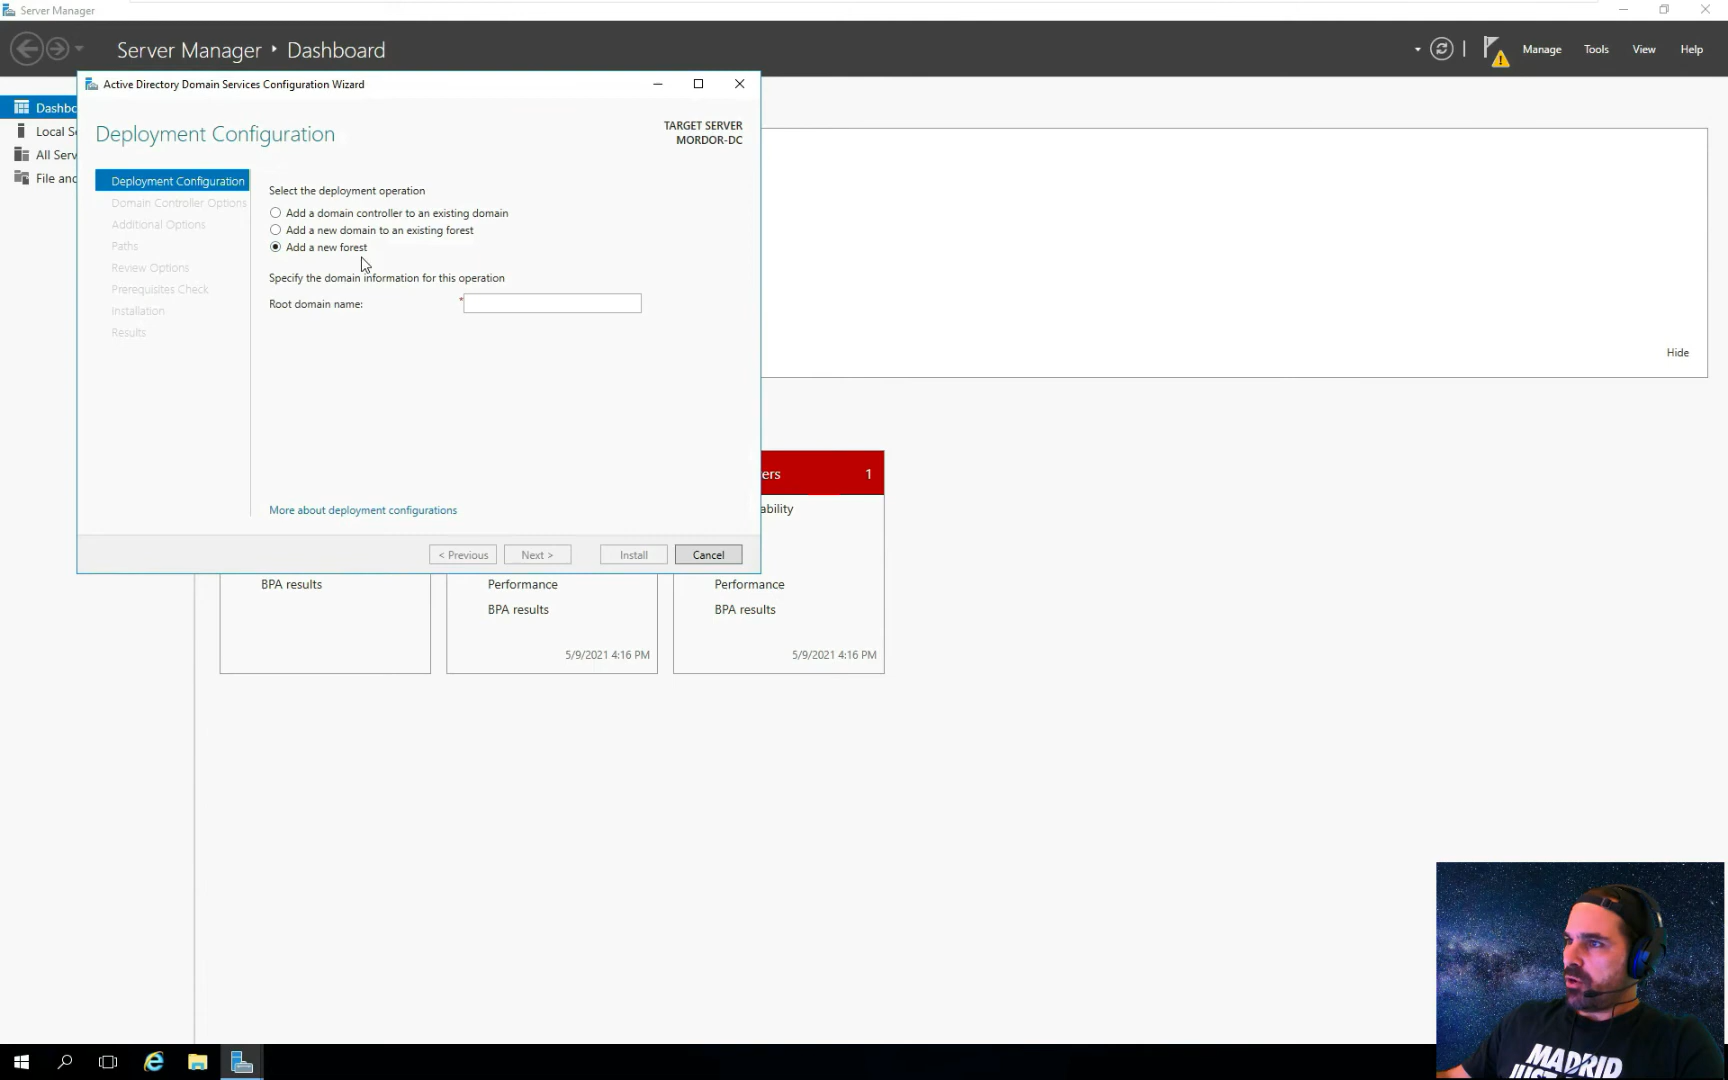 Server Manager
Server Manager ‣ Dashboard
Manage
Tools
View
Help
Active Directory Domain Services Configuration Wizard
Dashbo
Local Se
All Serv
File and
Deployment Configuration
TARGET SERVER
MORDOR-DC
Deployment Configuration
Domain Controller Options
Additional Options
Paths
Review Options
Prerequisites Check
Installation
Results
Select the deployment operation
Add a domain controller to an existing domain
Add a new domain to an existing forest
Add a new forest
Specify the domain information for this operation
Root domain name:
*
More about deployment configurations
< Previous
Next >
Install
Cancel
Hide
ers
1
ability
BPA results
Performance
BPA results
5/9/2021 4:16 PM
Performance
BPA results
5/9/2021 4:16 PM
MADRID